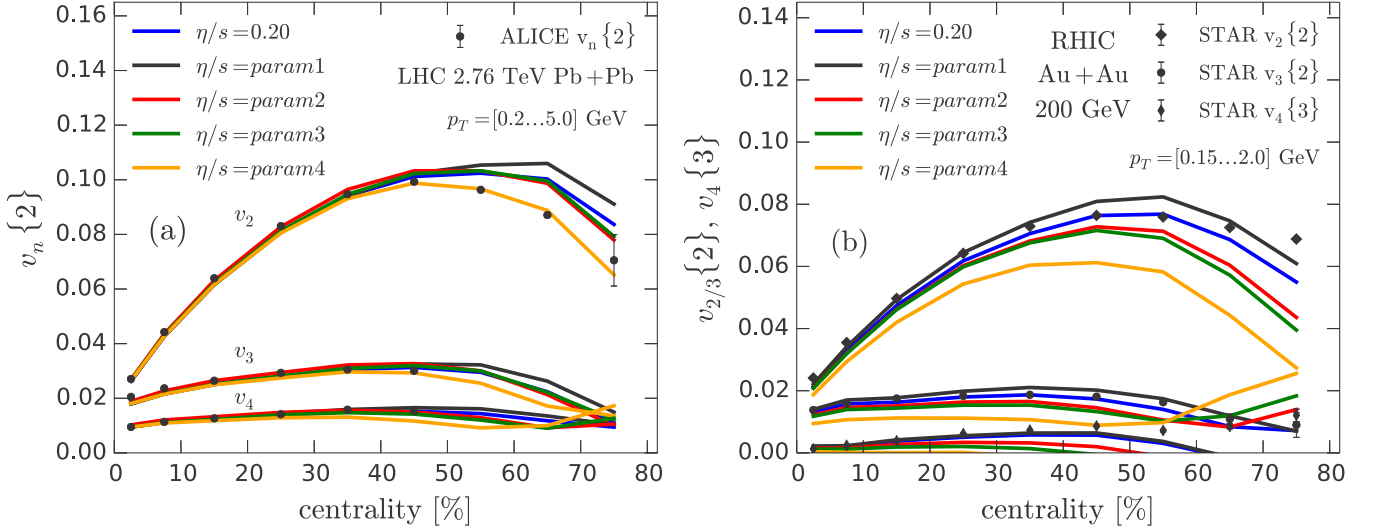 0.16
0.14
0.12
0.10
0.08
0.06
0.04
0.02
0.00
v_n{2}
η/s=0.20
η/s=param1
η/s=param2
η/s=param3
η/s=param4
ALICE v_n{2}
LHC 2.76 TeV Pb+Pb
p_T=[0.2...5.0] GeV
(a)
v_2
v_3
v_4
0 10 20 30 40 50 60 70 80
centrality [%]
0.14
0.12
0.10
0.08
0.06
0.04
0.02
0.00
v_{2/3}{2}, v_4{3}
η/s=0.20
η/s=param1
η/s=param2
η/s=param3
η/s=param4
RHIC
Au+Au
200 GeV
STAR v_2{2}
STAR v_3{2}
STAR v_4{3}
p_T=[0.15...2.0] GeV
(b)
0 10 20 30 40 50 60 70 80
centrality [%]